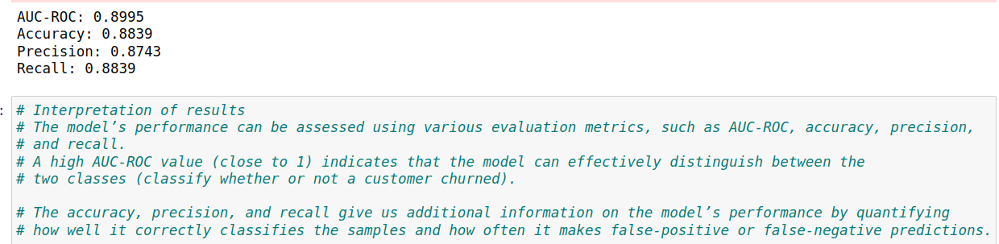 AUC-ROC: 0.8995
Accuracy: 0.8839
Precision: 0.8743
Recall: 0.8839
:
# Interpretation of results
# The model’s performance can be assessed using various evaluation metrics, such as AUC-ROC, accuracy, precision,
# and recall.
# A high AUC-ROC value (close to 1) indicates that the model can effectively distinguish between the
# two classes (classify whether or not a customer churned).
# The accuracy, precision, and recall give us additional information on the model’s performance by quantifying
# how well it correctly classifies the samples and how often it makes false-positive or false-negative predictions.